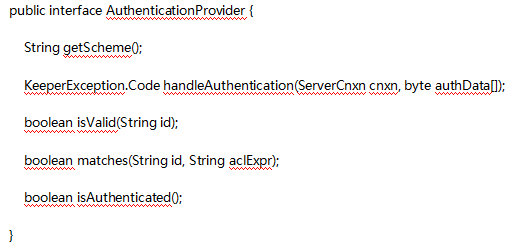 public interface AuthenticationProvider {
String getScheme();
KeeperException.Code handleAuthentication(ServerCnxn cnxn, byte authData[]);
boolean isValid(String id);
boolean matches(String id, String aclExpr);
boolean isAuthenticated();
}